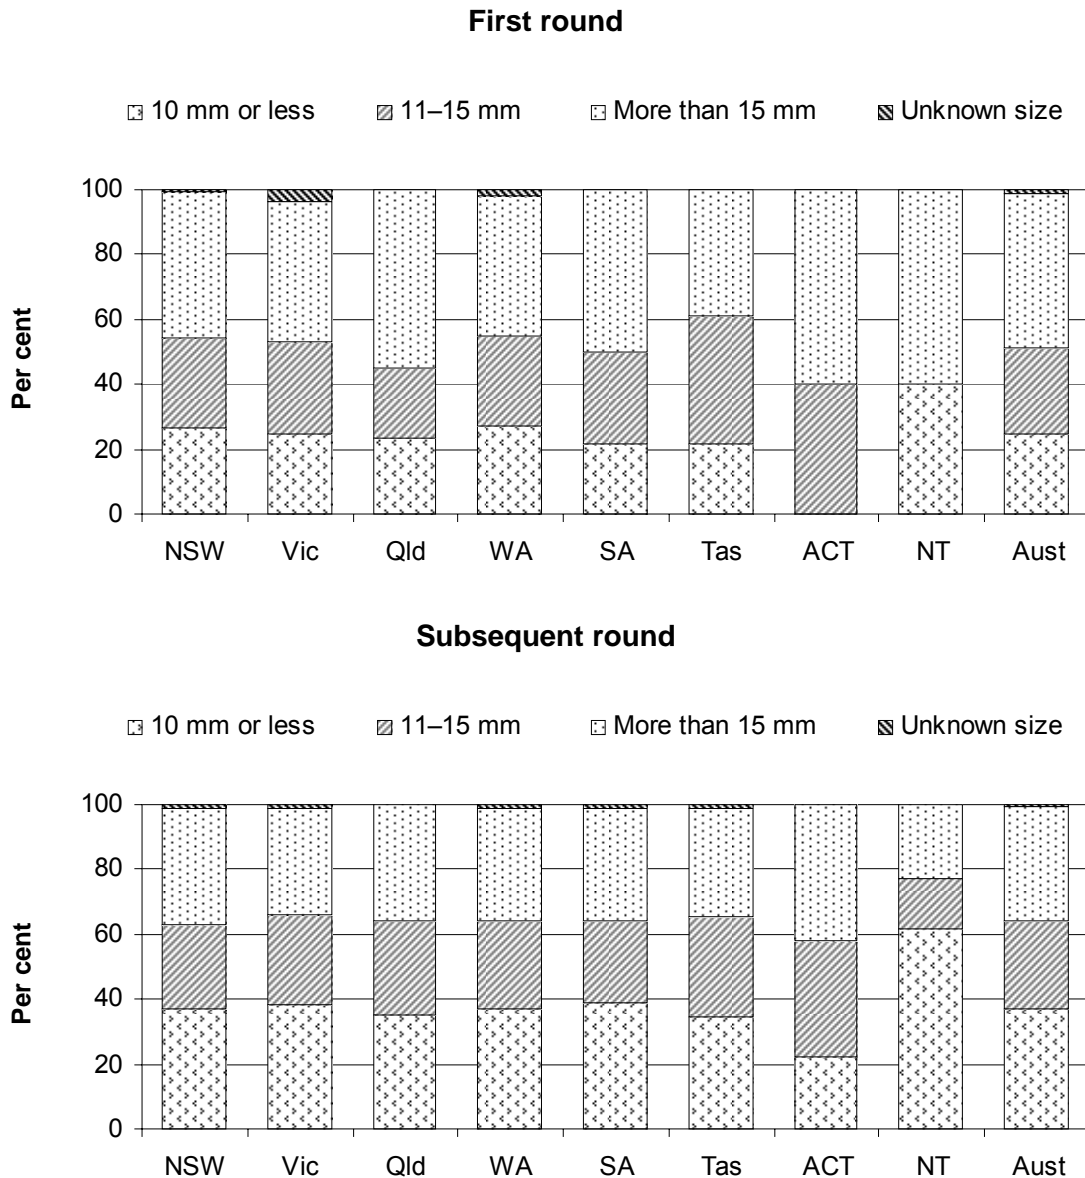 First round
10 mm or less 11–15 mm More than 15 mm Unknown size
100
80
60
40
20
0
Per cent
NSW Vic Qld WA SA Tas ACT NT Aust
Subsequent round
10 mm or less 11–15 mm More than 15 mm Unknown size
100
80
60
40
20
0
Per cent
NSW Vic Qld WA SA Tas ACT NT Aust